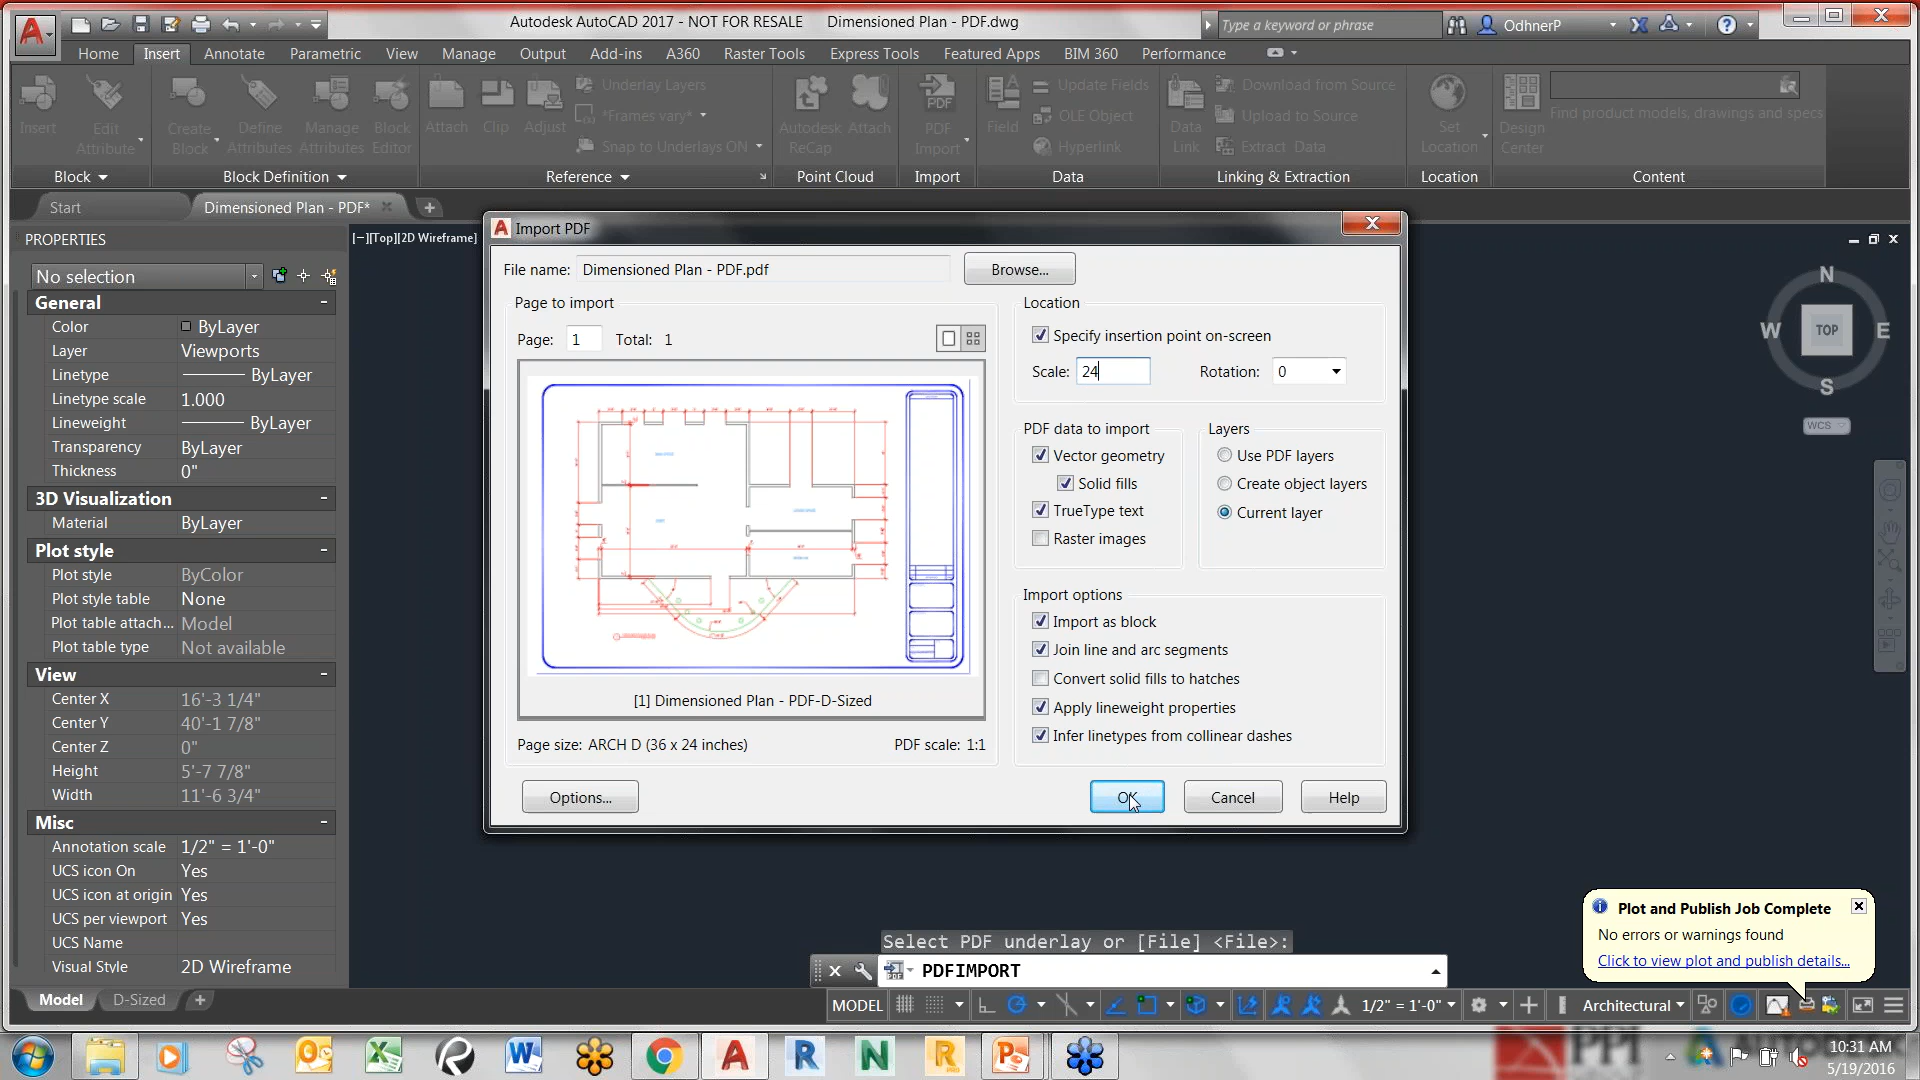 Autodesk AutoCAD 2017 - NOT FOR RESALE Dimensioned Plan - PDF.dwg
Type a keyword or phrase
OdhnerP
Home Insert Annotate Parametric View Manage Output Add-ins A360 Raster Tools Express Tools Featured Apps BIM 360 Performance
Insert
Edit Attribute
Create Block
Define Attributes
Manage Attributes
Block Editor
Attach
Clip
Adjust
Underlay Layers
*Frames vary*
Snap to Underlays ON
Autodesk ReCap
Attach
PDF Import
Field
Update Fields
OLE Object
Hyperlink
Data Link
Download from Source
Upload to Source
Extract Data
Set Location
Design Center
Find product models, drawings and specs
Block Block Definition Reference Point Cloud Import Data Linking & Extraction Location Content
Start Dimensioned Plan - PDF*
PROPERTIES
[−][Top][2D Wireframe]
No selection
General
Color ByLayer
Layer Viewports
Linetype ByLayer
Linetype scale 1.000
Lineweight ByLayer
Transparency ByLayer
Thickness 0"
3D Visualization
Material ByLayer
Plot style
Plot style ByColor
Plot style table None
Plot table attach... Model
Plot table type Not available
View
Center X 16'-3 1/4"
Center Y 40'-1 7/8"
Center Z 0"
Height 5'-7 7/8"
Width 11'-6 3/4"
Misc
Annotation scale 1/2" = 1'-0"
UCS icon On Yes
UCS icon at origin Yes
UCS per viewport Yes
UCS Name
Visual Style 2D Wireframe
Import PDF
File name: Dimensioned Plan - PDF.pdf Browse...
Page to import
Page: 1 Total: 1
[1] Dimensioned Plan - PDF-D-Sized
Page size: ARCH D (36 x 24 inches) PDF scale: 1:1
Options...
Location
Specify insertion point on-screen
Scale: 24 Rotation: 0
PDF data to import
Vector geometry
Solid fills
TrueType text
Raster images
Layers
Use PDF layers
Create object layers
Current layer
Import options
Import as block
Join line and arc segments
Convert solid fills to hatches
Apply lineweight properties
Infer linetypes from collinear dashes
OK Cancel Help
N
W TOP E
S
WCS
Plot and Publish Job Complete
No errors or warnings found
Click to view plot and publish details...
Select PDF underlay or [File] <File>:
PDFIMPORT
Model D-Sized
MODEL 1/2" = 1'-0" Architectural
10:31 AM
5/19/2016